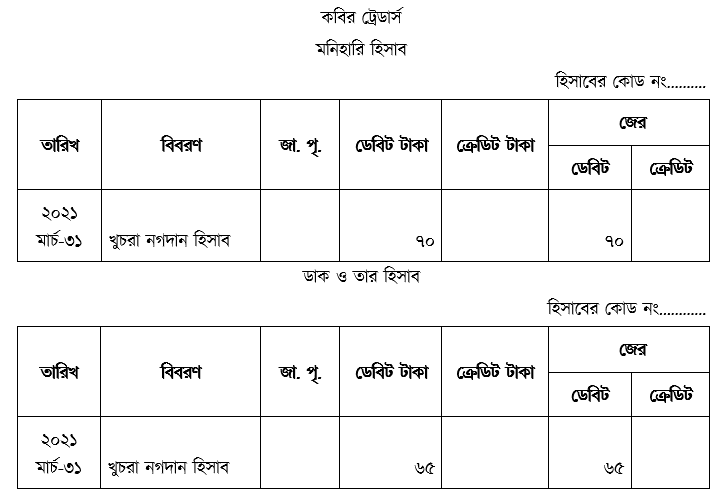 কবির ট্রেডার্স
মনিহারি হিসাব
হিসাবের কোড নং..........
তারিখ বিবরণ জা. পৃ. ডেবিট টাকা ক্রেডিট টাকা জের
ডেবিট ক্রেডিট
২০২১
মার্চ-৩১ খুচরা নগদান হিসাব ৭০ ৭০
ডাক ও তার হিসাব
হিসাবের কোড নং............
তারিখ বিবরণ জা. পৃ. ডেবিট টাকা ক্রেডিট টাকা জের
ডেবিট ক্রেডিট
২০২১
মার্চ-৩১ খুচরা নগদান হিসাব ৬৫ ৬৫